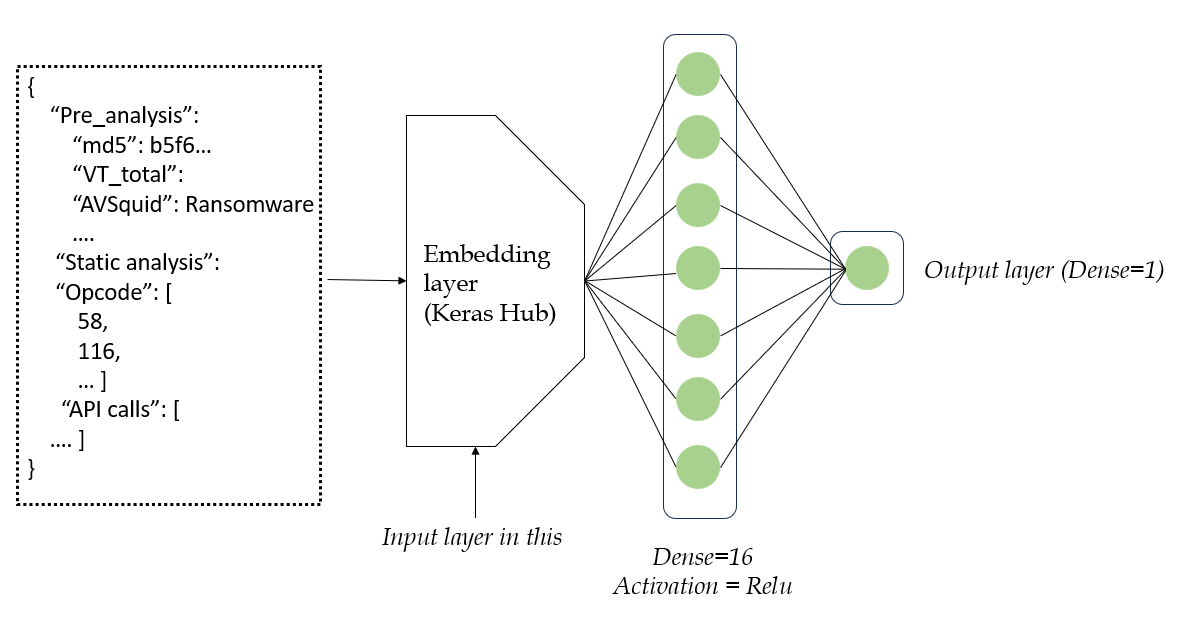 {
“Pre_analysis”:
“md5”: b5f6...
“VT_total”:
“AVSquid”: Ransomware
....
“Static analysis”:
“Opcode”: [
58,
116,
... ]
“API calls”: [
.... ]
}
Embedding
layer
(Keras Hub)
Input layer in this
Dense=16
Activation = Relu
Output layer (Dense=1)